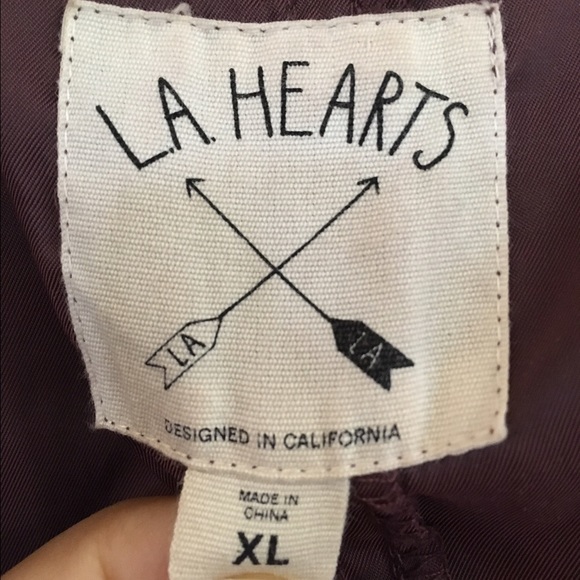 L.A. HEARTS
LA LA
DESIGNED IN CALIFORNIA
MADE IN
CHINA
XL